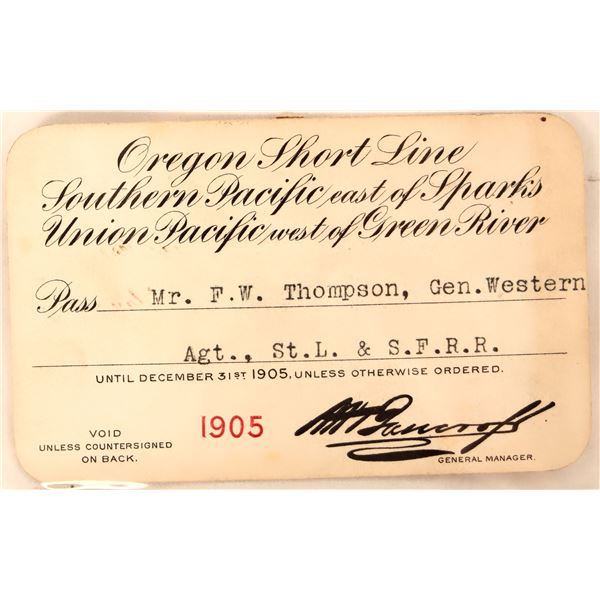 Oregon Short Line
Southern Pacific east of Sparks
Union Pacific west of Green River
Pass Mr. F.W. Thompson, Gen.Western
Agt., St.L. & S.F.R.R.
UNTIL DECEMBER 31ST 1905, UNLESS OTHERWISE ORDERED.
VOID
UNLESS COUNTERSIGNED
ON BACK.
1905
Bancroft
GENERAL MANAGER.